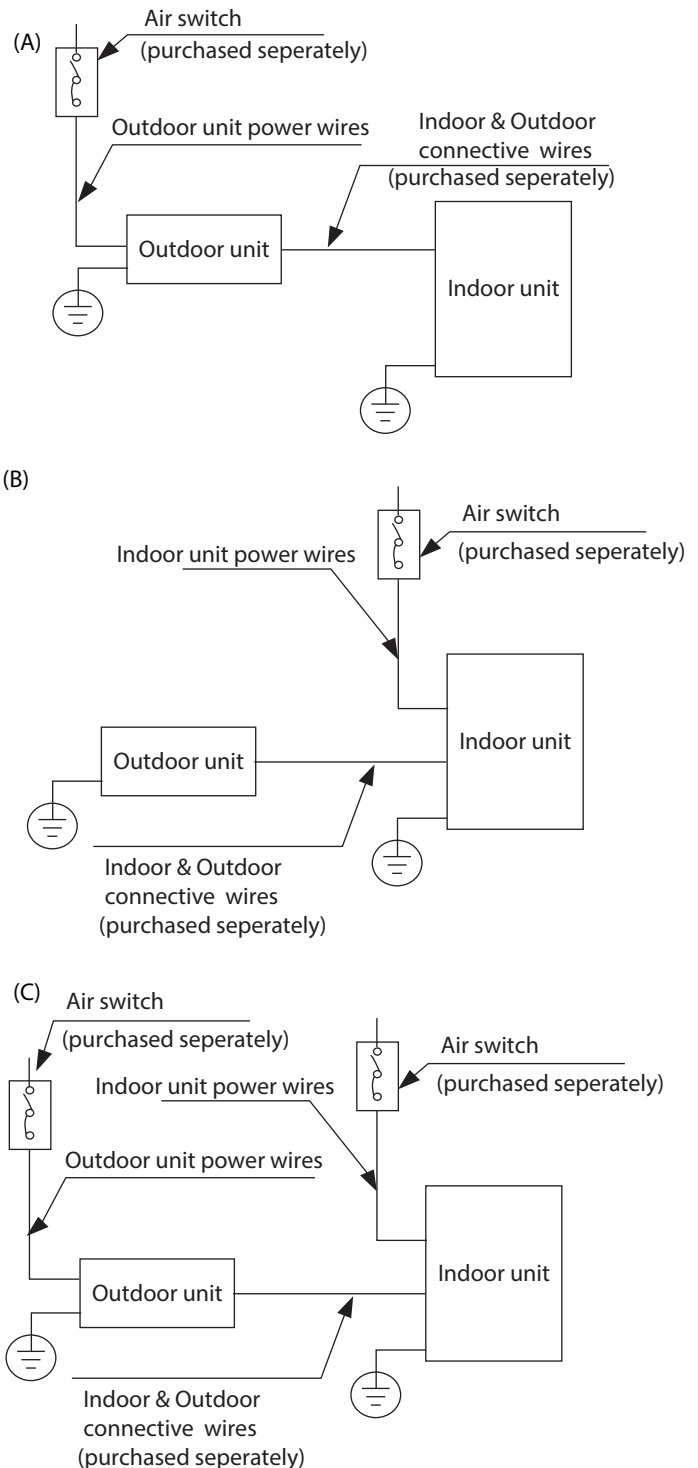 (A)
Air switch
(purchased seperately)
Outdoor unit power wires
Indoor & Outdoor
connective wires
(purchased seperately)
Outdoor unit
Indoor unit
(B)
Air switch
(purchased seperately)
Indoor unit power wires
Indoor unit
Outdoor unit
Indoor & Outdoor
connective wires
(purchased seperately)
(C)
Air switch
(purchased seperately)
Air switch
(purchased seperately)
Indoor unit power wires
Outdoor unit power wires
Indoor unit
Outdoor unit
Indoor & Outdoor
connective wires
(purchased seperately)